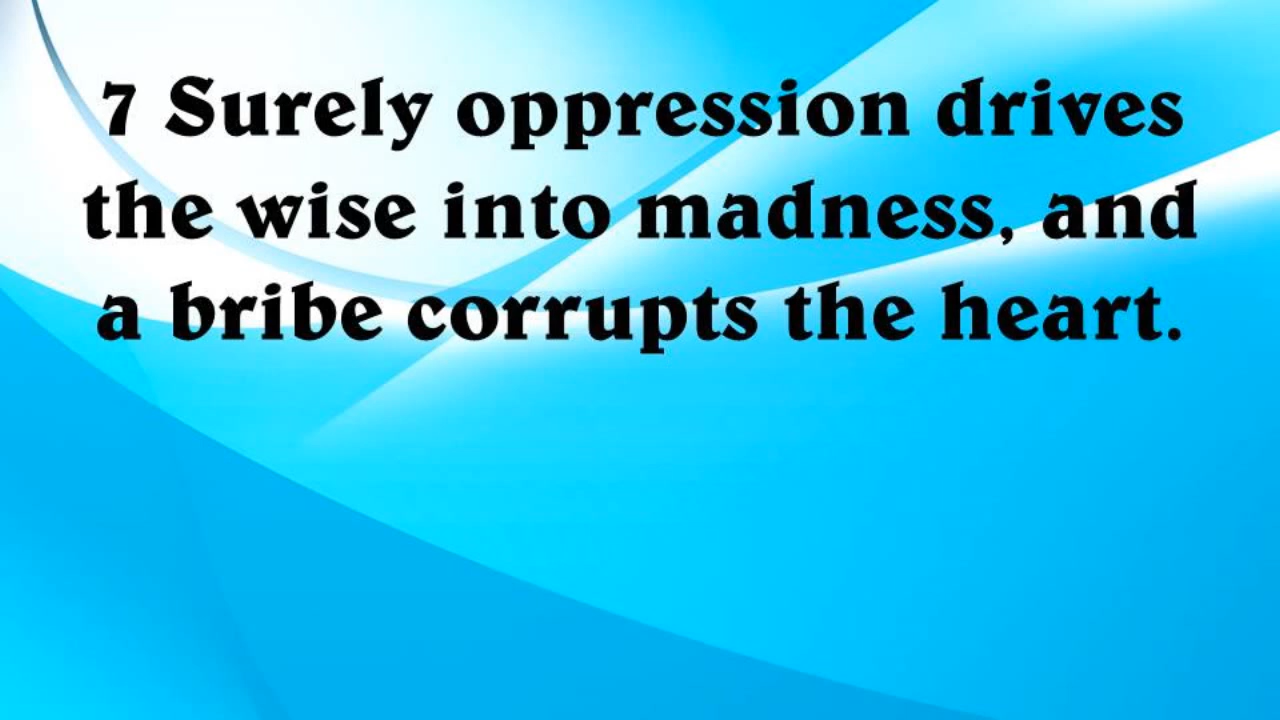 7 Surely oppression drives
the wise into madness, and
a bribe corrupts the heart.